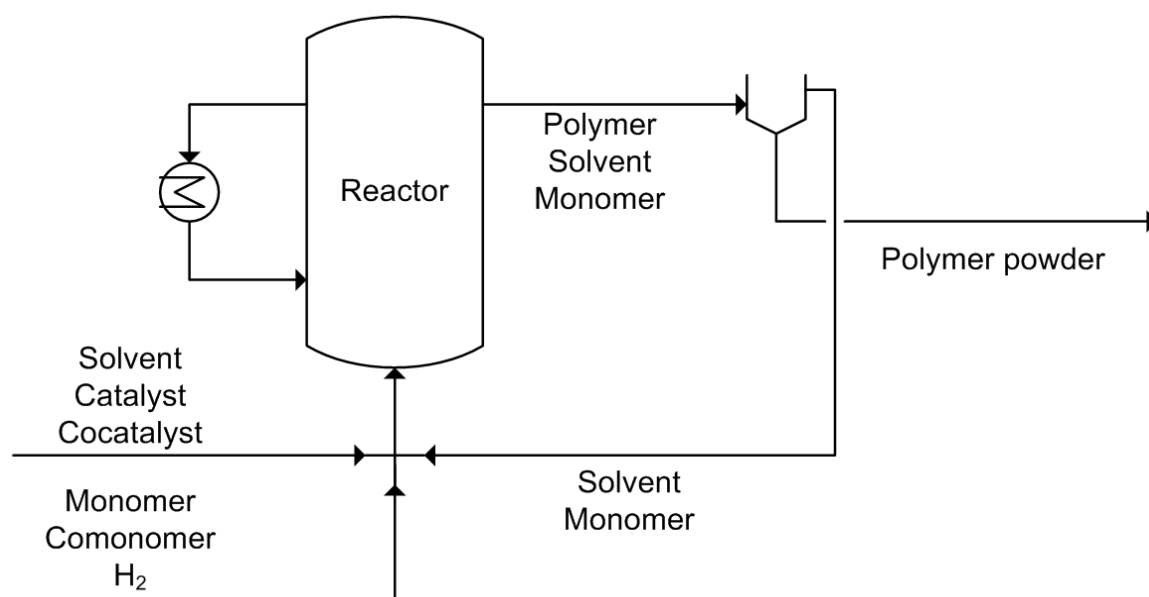 Reactor
Polymer
Solvent
Monomer
Polymer powder
Solvent
Catalyst
Cocatalyst
Monomer
Comonomer
H₂
Solvent
Monomer